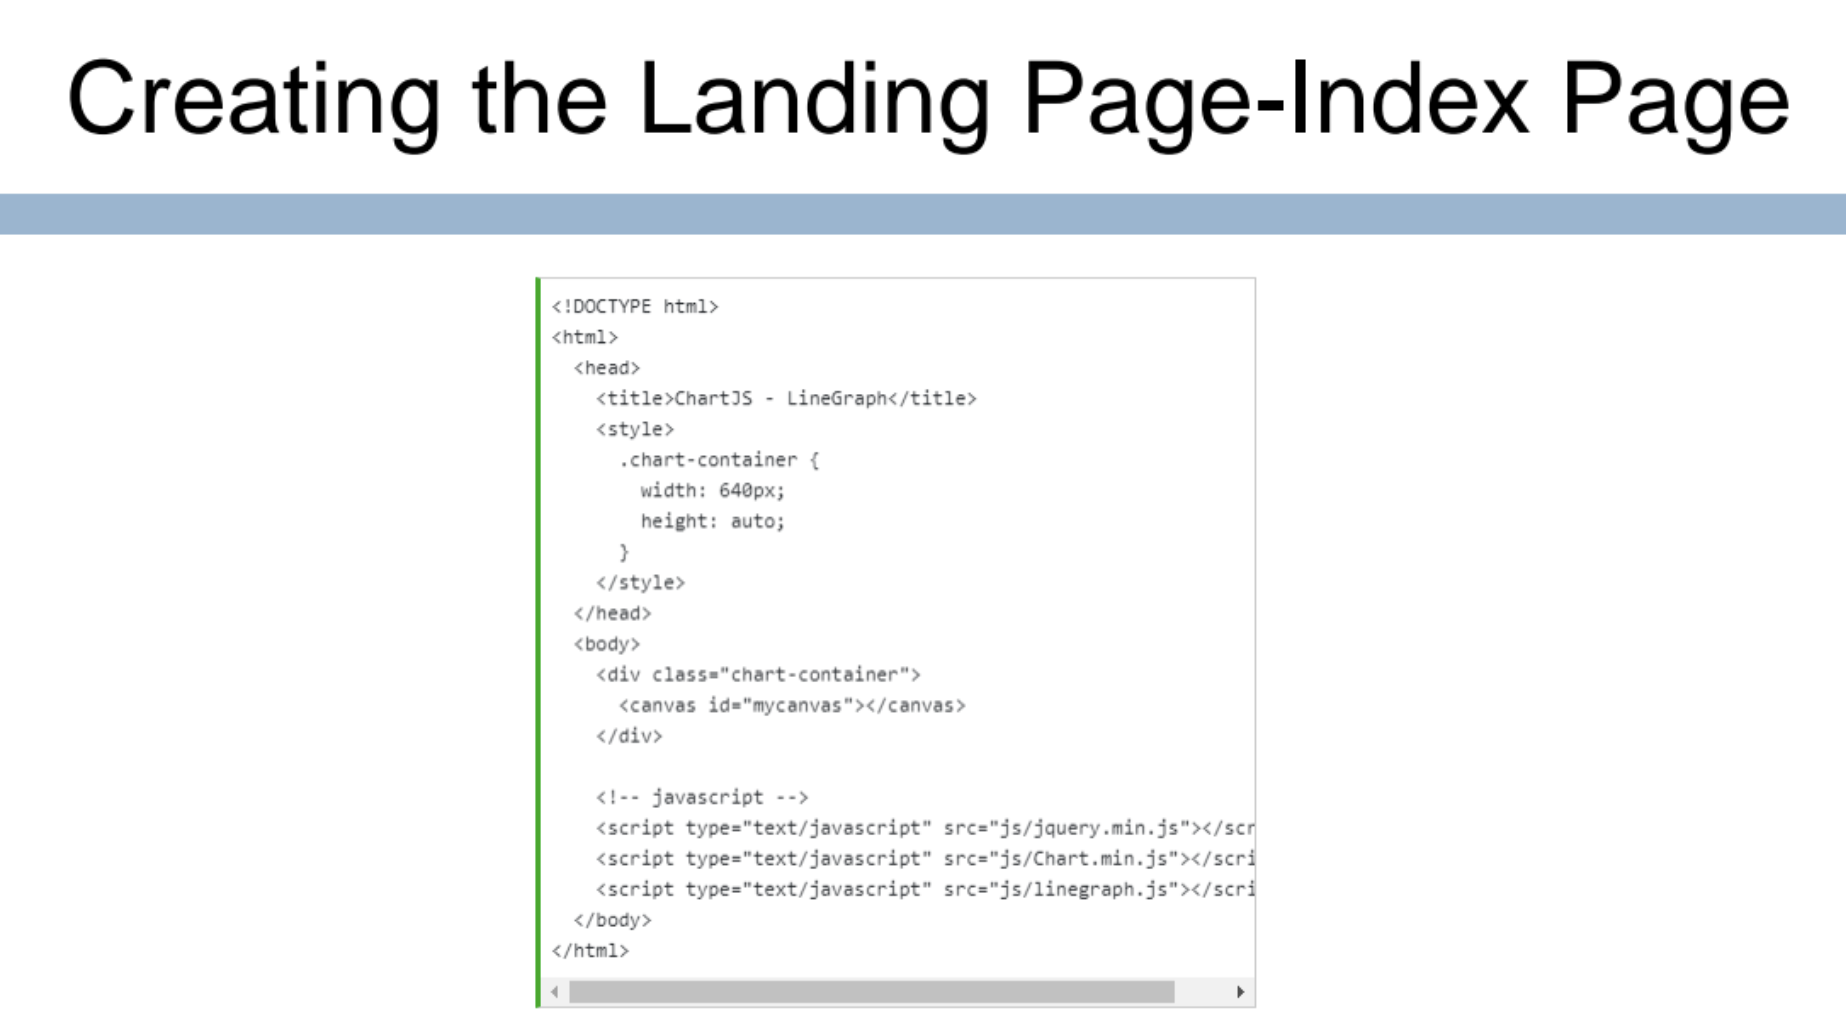 Creating the Landing Page-Index Page
<!DOCTYPE html>
<html>
  <head>
    <title>ChartJS - LineGraph</title>
    <style>
      .chart-container {
        width: 640px;
        height: auto;
      }
    </style>
  </head>
  <body>
    <div class="chart-container">
      <canvas id="mycanvas"></canvas>
    </div>

    <!-- javascript -->
    <script type="text/javascript" src="js/jquery.min.js"></scr
    <script type="text/javascript" src="js/Chart.min.js"></scri
    <script type="text/javascript" src="js/linegraph.js"></scri
  </body>
</html>